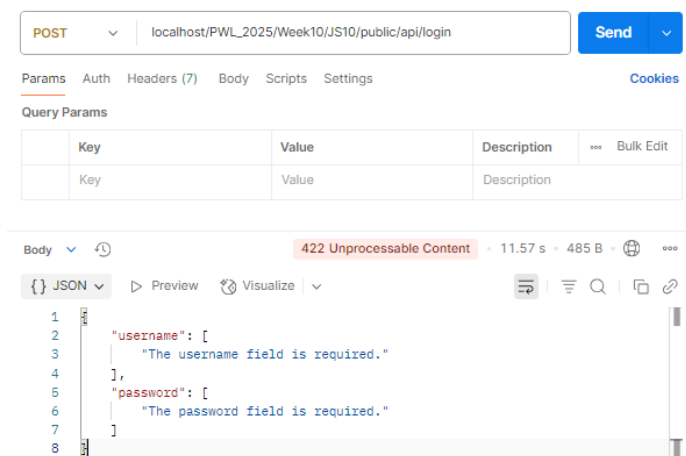 POST localhost/PWL_2025/Week10/JS10/public/api/login Send
Params Auth Headers (7) Body Scripts Settings Cookies
Query Params
Key Value Description Bulk Edit
Key Value Description
Body 422 Unprocessable Content 11.57 s 485 B
{} JSON Preview Visualize
1 {
2 "username": [
3 "The username field is required."
4 ],
5 "password": [
6 "The password field is required."
7 ]
8 }